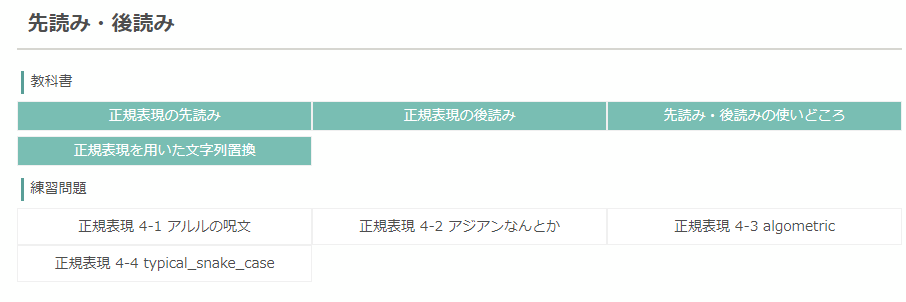 先読み・後読み
教科書
正規表現の先読み
正規表現の後読み
先読み・後読みの使いどころ
正規表現を用いた文字列置換
練習問題
正規表現 4-1 アルルの呪文
正規表現 4-2 アジアンなんとか
正規表現 4-3 algometric
正規表現 4-4 typical_snake_case